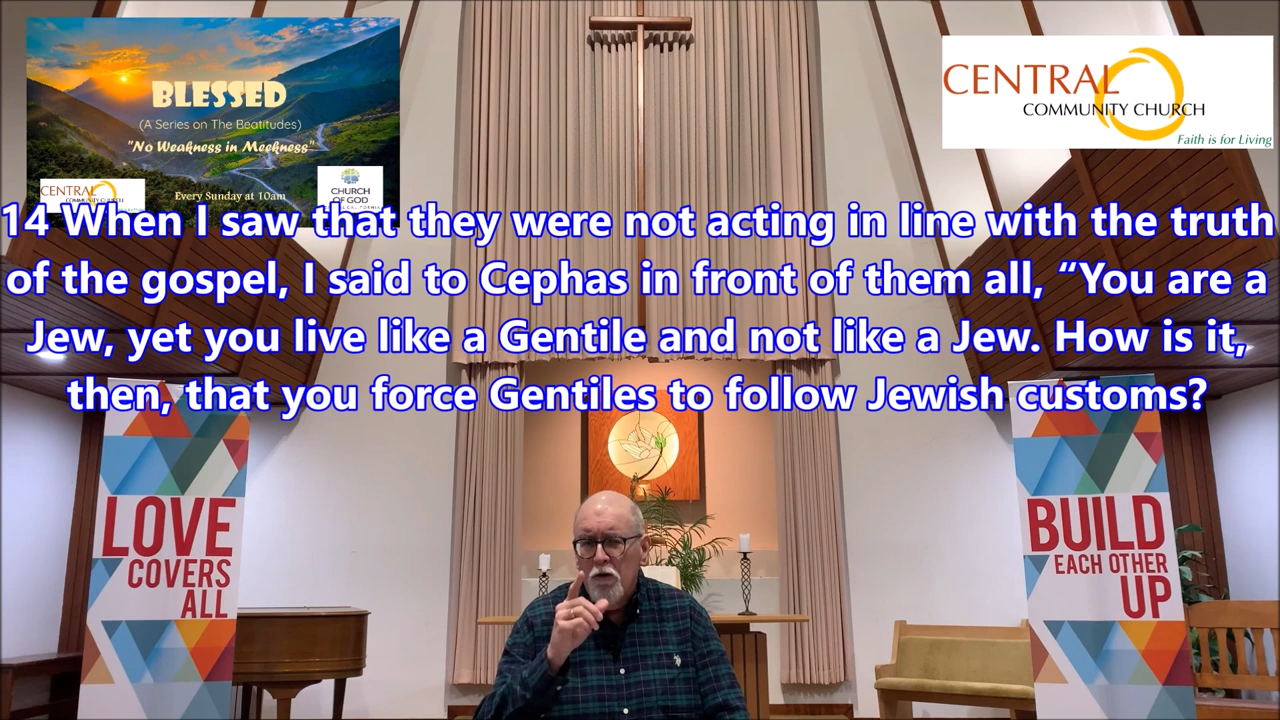 BLESSED
(A Series on The Beatitudes)
"No Weakness in Meekness"
CENTRAL
Every Sunday at 10am
CHURCH
OF GOD
CENTRAL
COMMUNITY CHURCH
Faith is for Living
14 When I saw that they were not acting in line with the truth
of the gospel, I said to Cephas in front of them all, “You are a
Jew, yet you live like a Gentile and not like a Jew. How is it,
then, that you force Gentiles to follow Jewish customs?
LOVE
COVERS
ALL
BUILD
EACH OTHER
UP